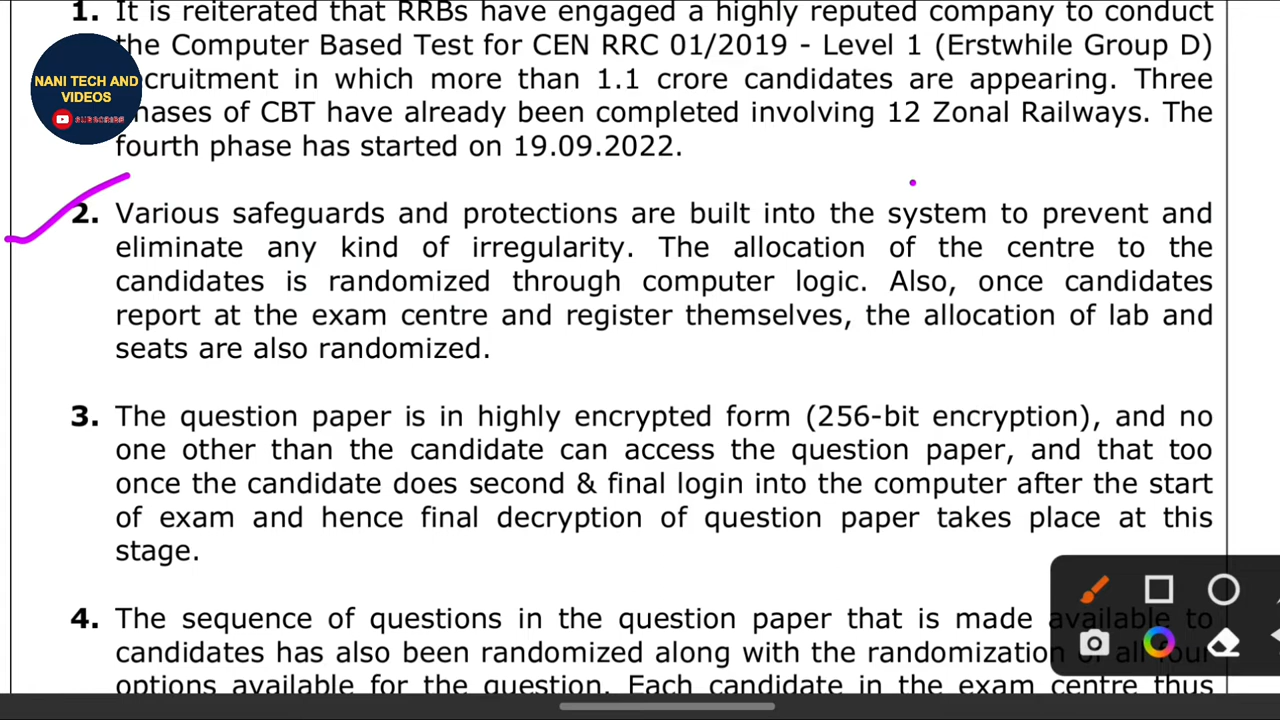 1. It is reiterated that RRBs have engaged a highly reputed company to conduct
the Computer Based Test for CEN RRC 01/2019 - Level 1 (Erstwhile Group D)
NANI TECH AND
VIDEOS
SUBSCRIBE
recruitment in which more than 1.1 crore candidates are appearing. Three
phases of CBT have already been completed involving 12 Zonal Railways. The
fourth phase has started on 19.09.2022.
2. Various safeguards and protections are built into the system to prevent and
eliminate any kind of irregularity. The allocation of the centre to the
candidates is randomized through computer logic. Also, once candidates
report at the exam centre and register themselves, the allocation of lab and
seats are also randomized.
3. The question paper is in highly encrypted form (256-bit encryption), and no
one other than the candidate can access the question paper, and that too
once the candidate does second & final login into the computer after the start
of exam and hence final decryption of question paper takes place at this
stage.
4. The sequence of questions in the question paper that is made available to
candidates has also been randomized along with the randomization of all four
options available for the question. Each candidate in the exam centre thus